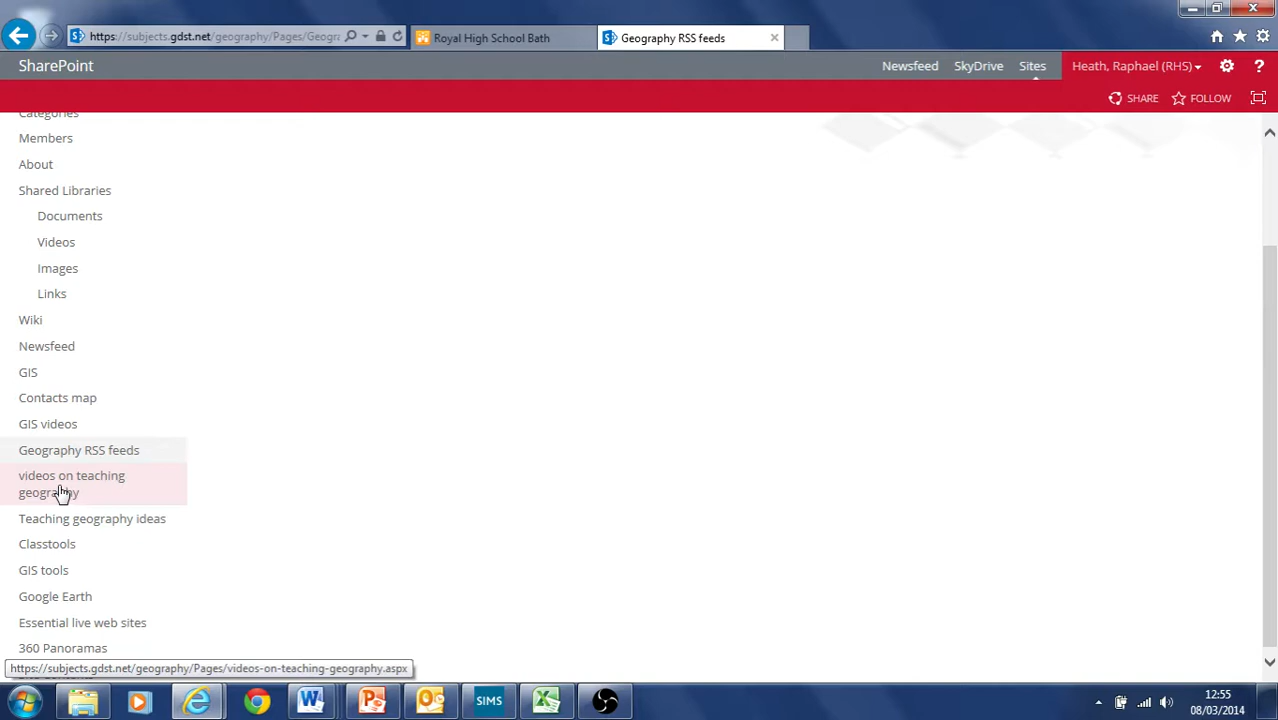 https://subjects.gdst.net/geography/Pages/Geogra
Royal High School Bath
Geography RSS feeds
SharePoint
Newsfeed
SkyDrive
Sites
Heath, Raphael (RHS)
?
SHARE
FOLLOW
Categories
Members
About
Shared Libraries
Documents
Videos
Images
Links
Wiki
Newsfeed
GIS
Contacts map
GIS videos
Geography RSS feeds
videos on teaching
geography
Teaching geography ideas
Classtools
GIS tools
Google Earth
Essential live web sites
360 Panoramas
https://subjects.gdst.net/geography/Pages/videos-on-teaching-geography.aspx
SIMS
12:55
08/03/2014